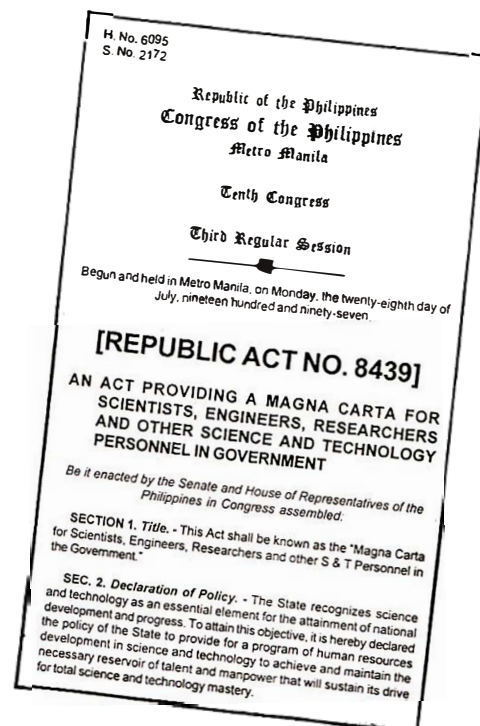 H. No. 6095
S. No. 2172
Republic of the Philippines
Congress of the Philippines
Metro Manila
Tenth Congress
Third Regular Session
Begun and held in Metro Manila, on Monday, the twenty-eighth day of
July, nineteen hundred and ninety-seven.
[REPUBLIC ACT NO. 8439]
AN ACT PROVIDING A MAGNA CARTA FOR
SCIENTISTS, ENGINEERS, RESEARCHERS
AND OTHER SCIENCE AND TECHNOLOGY
PERSONNEL IN GOVERNMENT
Be it enacted by the Senate and House of Representatives of the
Philippines in Congress assembled:
SECTION 1. Title. - This Act shall be known as the "Magna Carta
for Scientists, Engineers, Researchers and other S & T Personnel in
the Government."
SEC. 2. Declaration of Policy. - The State recognizes science
and technology as an essential element for the attainment of national
development and progress. To attain this objective, it is hereby declared
the policy of the State to provide for a program of human resources
development in science and technology to achieve and maintain the
necessary reservoir of talent and manpower that will sustain its drive
for total science and technology mastery.